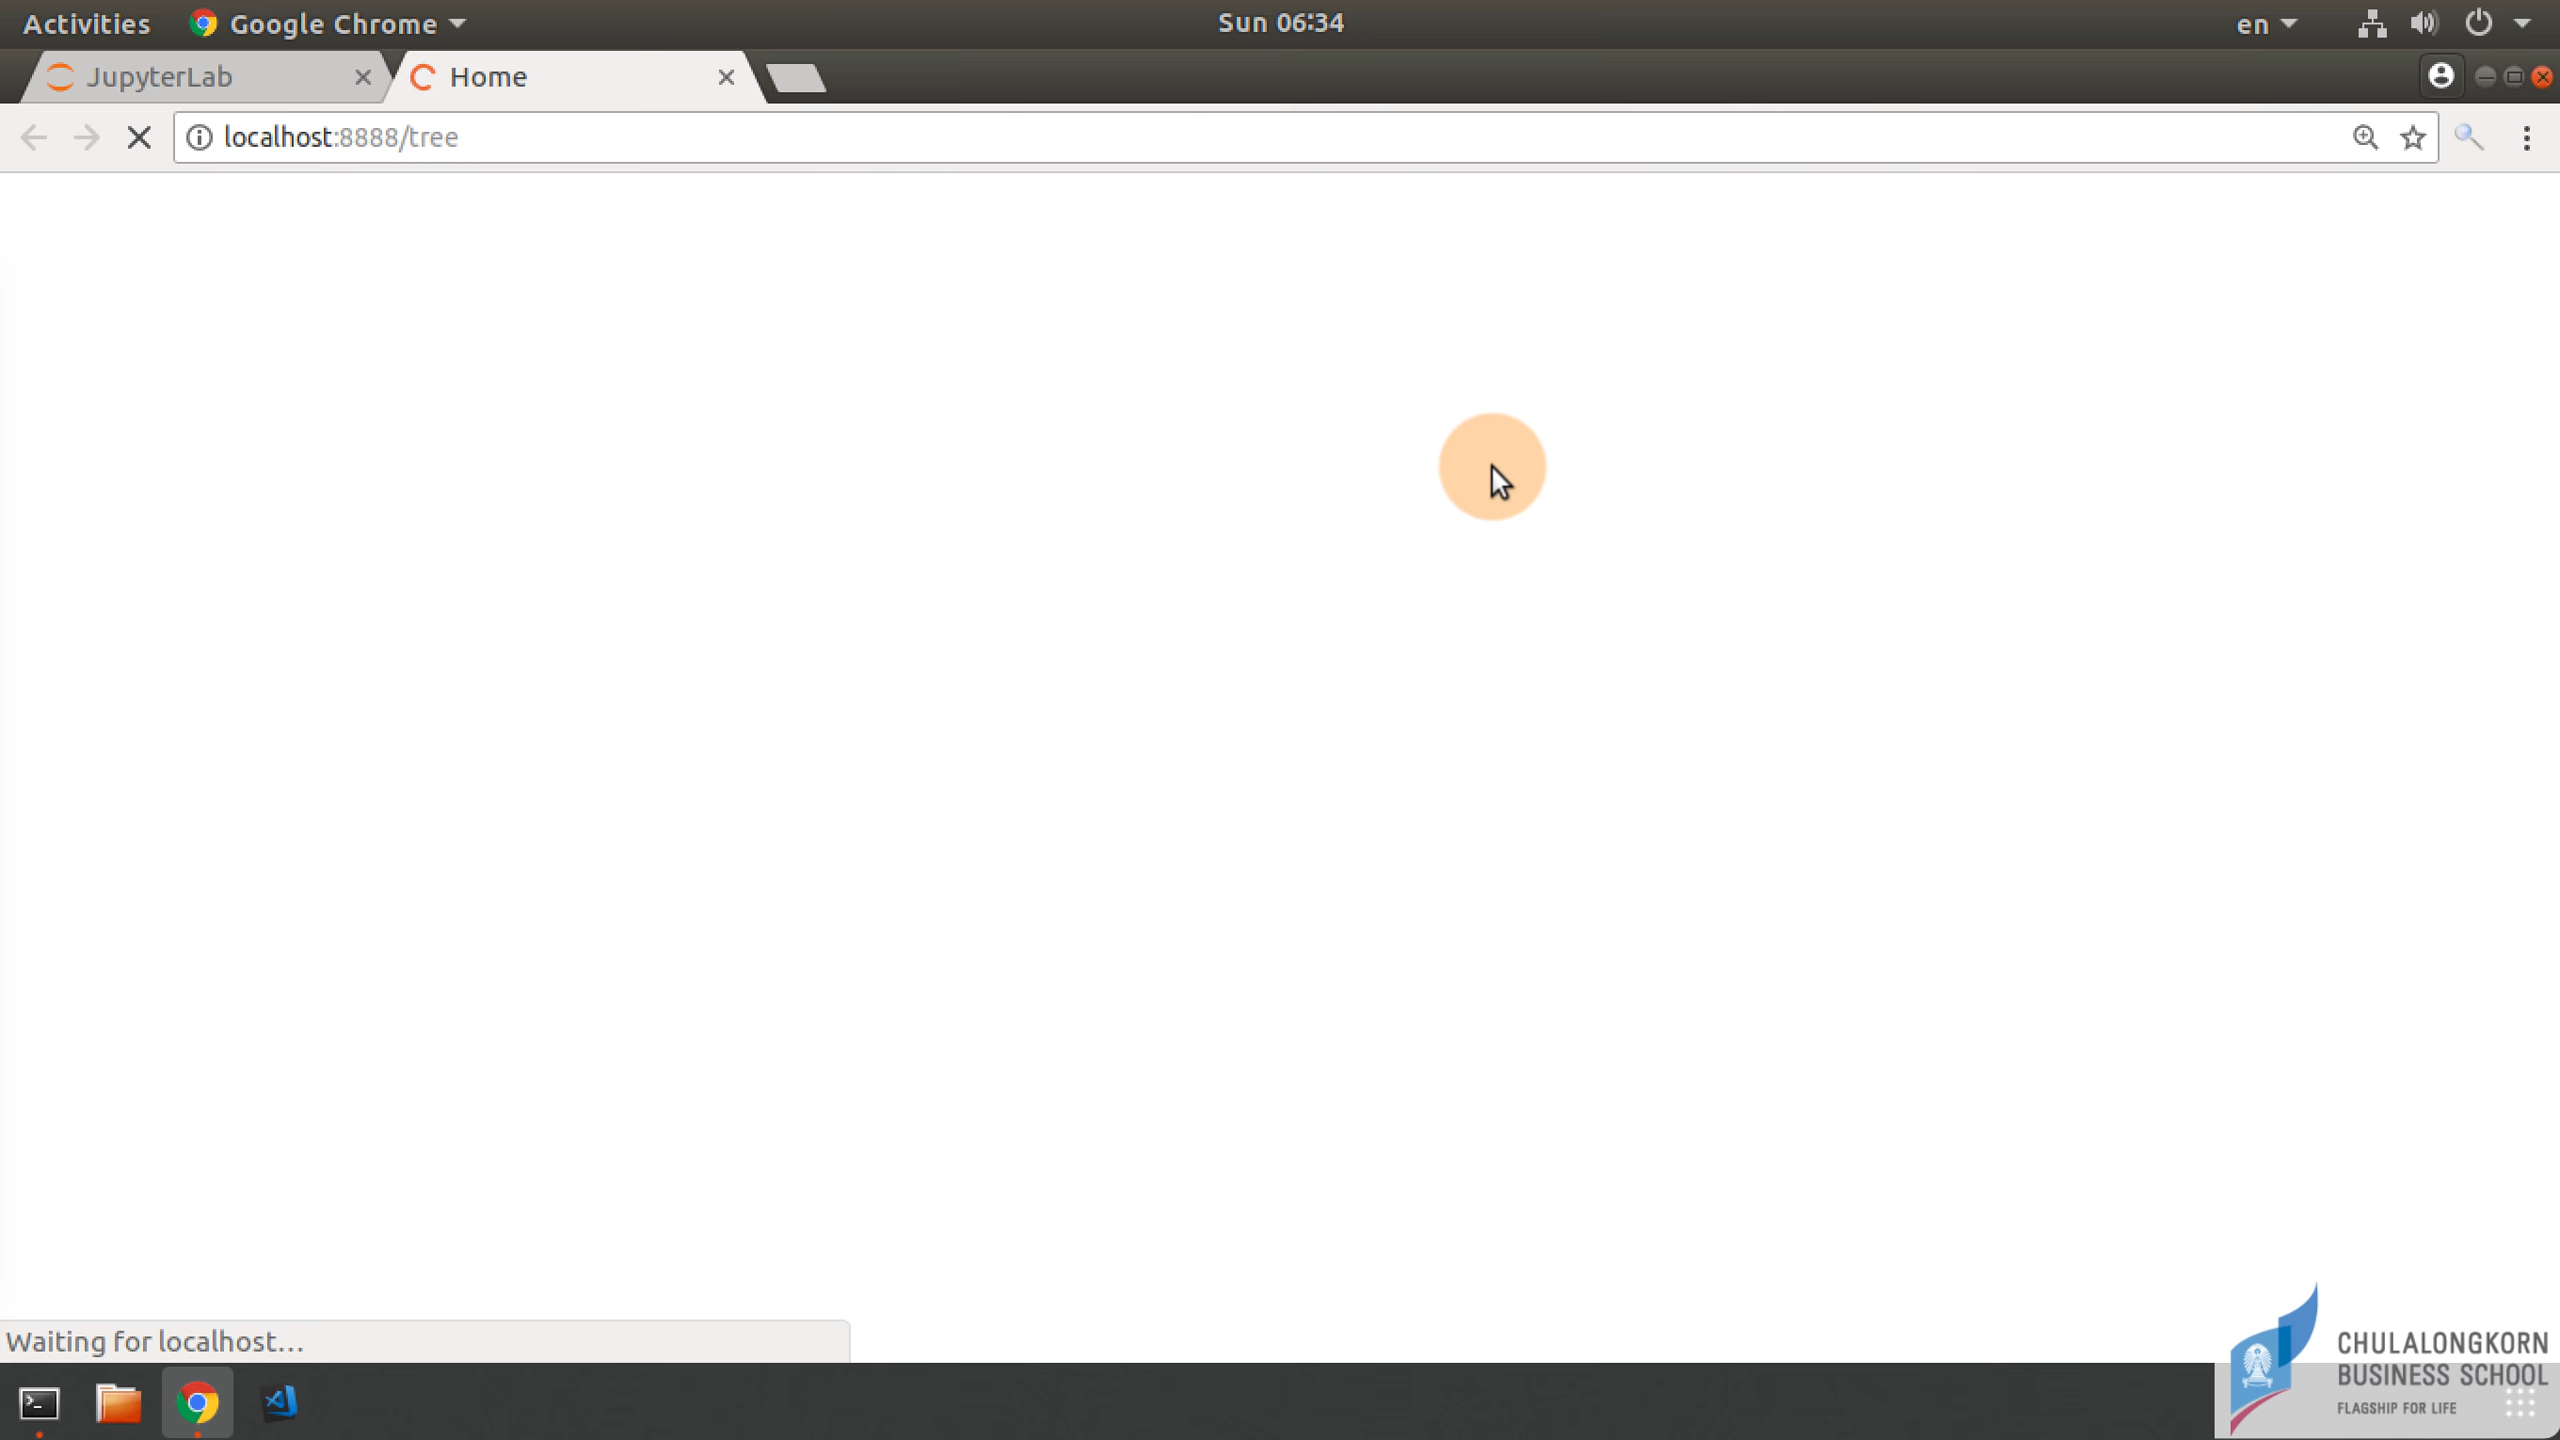 Activities
Google Chrome
Sun 06:34
en
JupyterLab
Home
localhost:8888/tree
Waiting for localhost...
CHULALONGKORN
BUSINESS SCHOOL
FLAGSHIP FOR LIFE